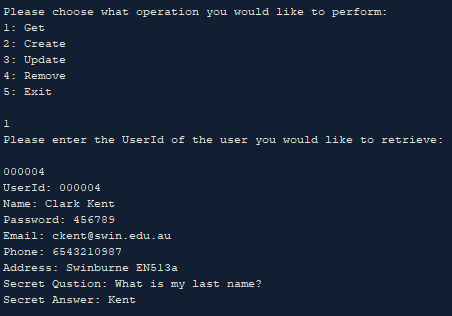 Please choose what operation you would like to perform:
1: Get
2: Create
3: Update
4: Remove
5: Exit
1
Please enter the UserId of the user you would like to retrieve:
000004
UserId: 000004
Name: Clark Kent
Password: 456789
Email: ckent@swin.edu.au
Phone: 6543210987
Address: Swinburne EN513a
Secret Qustion: What is my last name?
Secret Answer: Kent